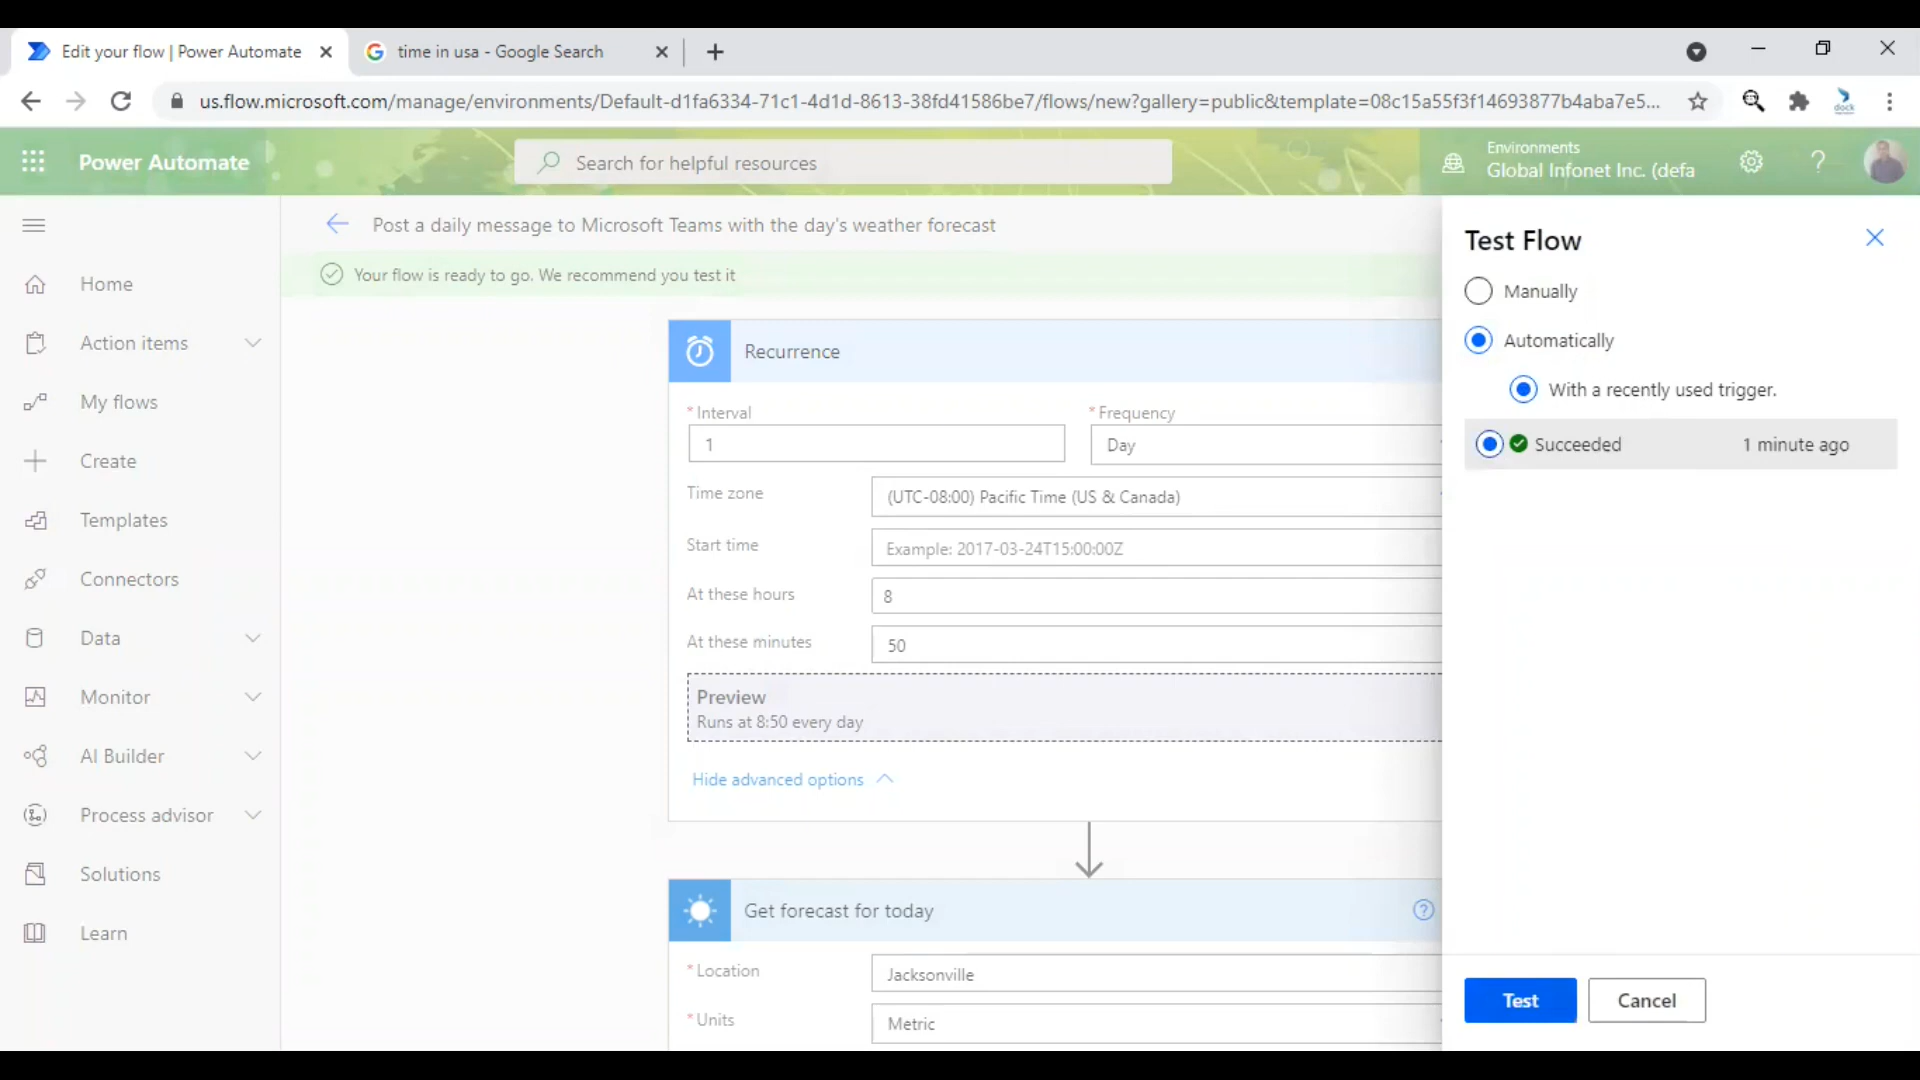 Edit your flow | Power Automate
time in usa - Google Search
us.flow.microsoft.com/manage/environments/Default-d1fa6334-71c1-4d1d-8613-38fd41586be7/flows/new?gallery=public&template=08c15a55f3f14693877b4aba7e5...
dock
Power Automate
Search for helpful resources
Environments
Global Infonet Inc. (defa
Home
Action items
My flows
Create
Templates
Connectors
Data
Monitor
AI Builder
Process advisor
Solutions
Learn
Post a daily message to Microsoft Teams with the day's weather forecast
Your flow is ready to go. We recommend you test it
Recurrence
* Interval
1
* Frequency
Day
Time zone
(UTC-08:00) Pacific Time (US & Canada)
Start time
Example: 2017-03-24T15:00:00Z
At these hours
8
At these minutes
50
Preview
Runs at 8:50 every day
Hide advanced options
Get forecast for today
* Location
Jacksonville
* Units
Metric
Test Flow
Manually
Automatically
With a recently used trigger.
Succeeded
1 minute ago
Test
Cancel